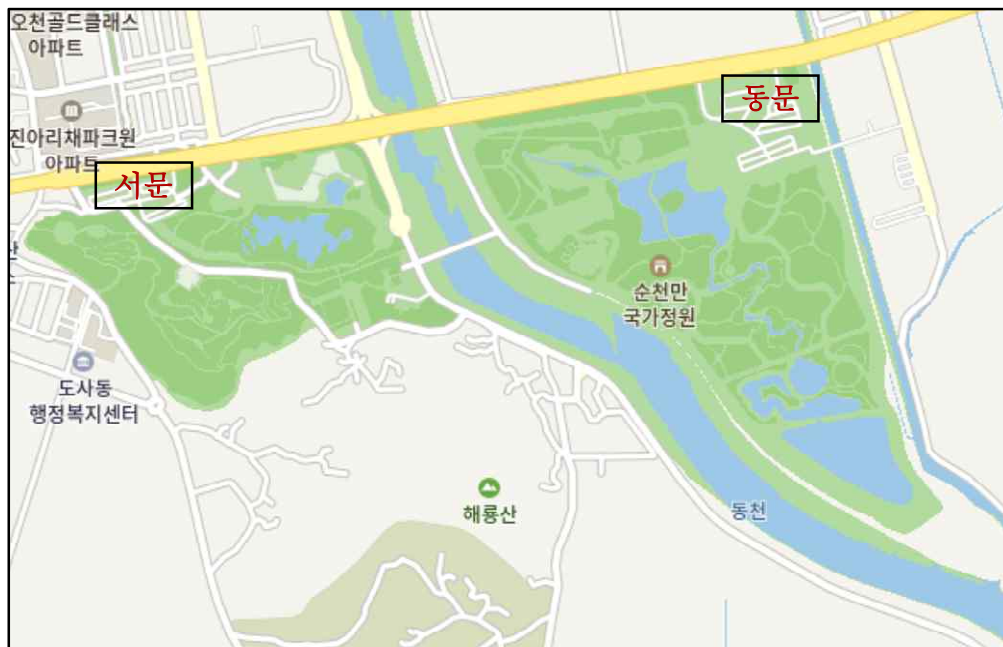 오천골드클래스
아파트
동문
진아리채파크원
아파트
서문
순천만
국가정원
도사동
행정복지센터
해룡산
동천